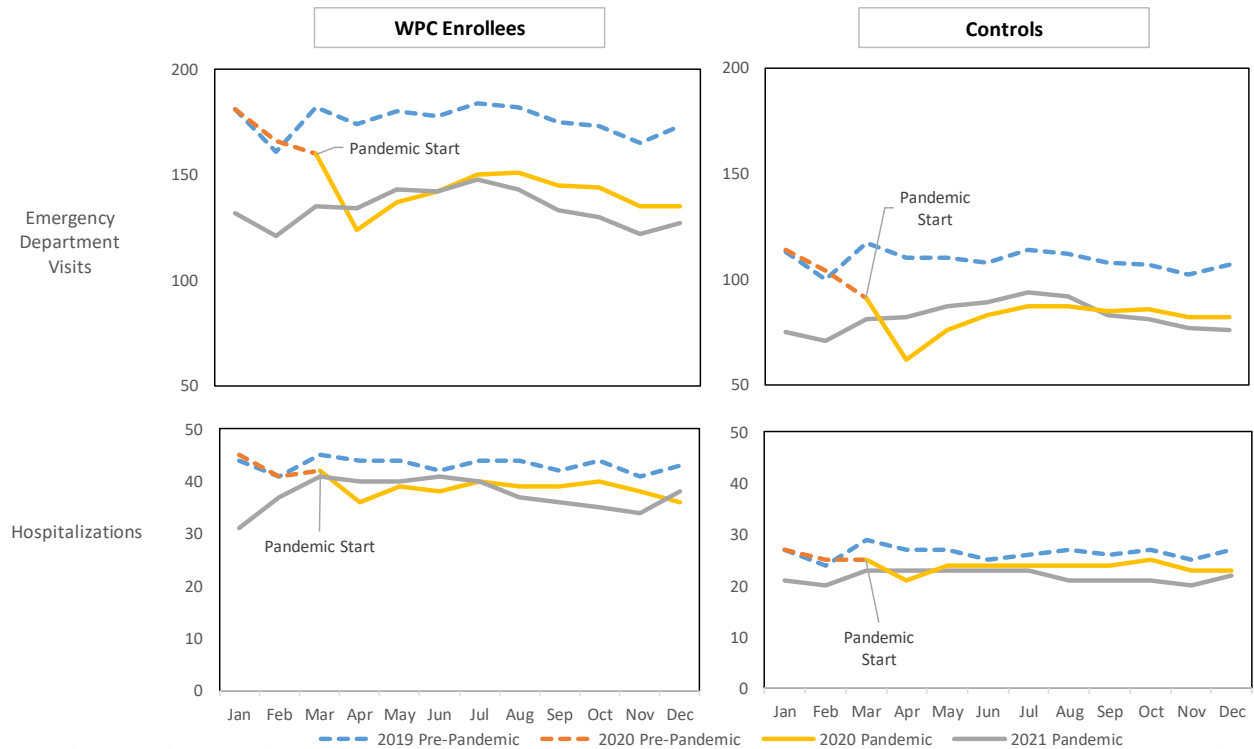 WPC Enrollees
Controls
200
150
100
50
Pandemic Start
200
150
100
50
Pandemic
Start
Emergency
Department
Visits
50
40
30
20
10
0
Pandemic Start
50
40
30
20
10
0
Pandemic
Start
Hospitalizations
Jan Feb Mar Apr May Jun Jul Aug Sep Oct Nov Dec
Jan Feb Mar Apr May Jun Jul Aug Sep Oct Nov Dec
2019 Pre-Pandemic 2020 Pre-Pandemic 2020 Pandemic 2021 Pandemic